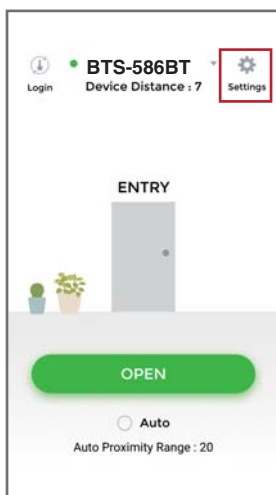 BTS-586BT
Login
Device Distance : 7
Settings
ENTRY
OPEN
Auto
Auto Proximity Range : 20